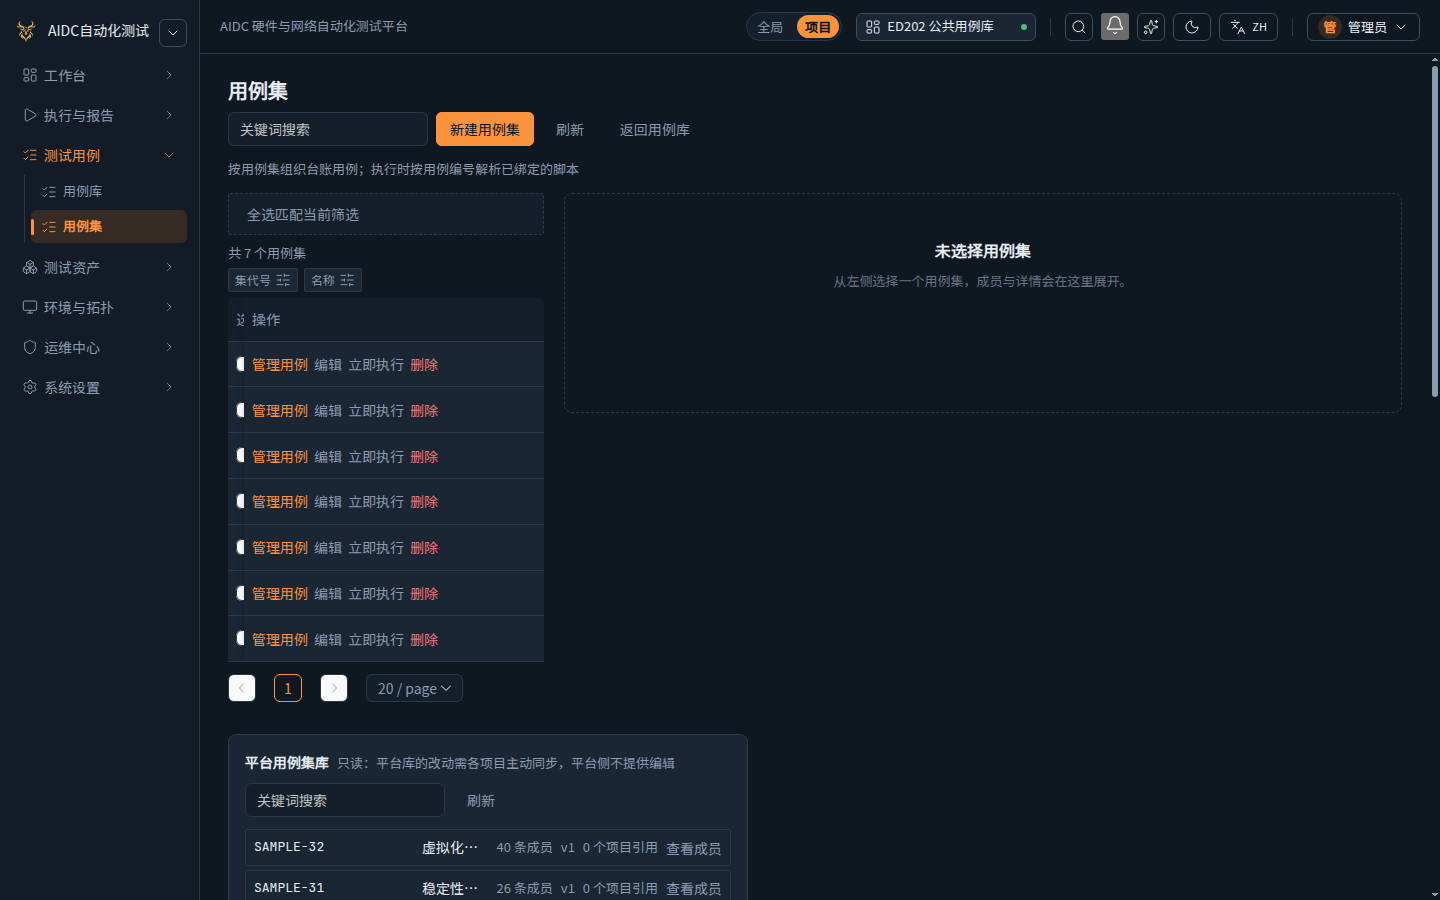 AIDC自动化测试
AIDC 硬件与网络自动化测试平台
全局 项目
ED202 公共用例库
ZH
管 管理员
工作台
执行与报告
测试用例
用例库
用例集
测试资产
环境与拓扑
运维中心
系统设置
用例集
关键词搜索 新建用例集 刷新 返回用例库
按用例集组织台账用例；执行时按用例编号解析已绑定的脚本
全选匹配当前筛选
共 7 个用例集
集代号 名称
操作
管理用例 编辑 立即执行 删除
管理用例 编辑 立即执行 删除
管理用例 编辑 立即执行 删除
管理用例 编辑 立即执行 删除
管理用例 编辑 立即执行 删除
管理用例 编辑 立即执行 删除
管理用例 编辑 立即执行 删除
1 20 / page
未选择用例集
从左侧选择一个用例集，成员与详情会在这里展开。
平台用例集库 只读：平台库的改动需各项目主动同步，平台侧不提供编辑
关键词搜索 刷新
SAMPLE-32 虚拟化… 40 条成员 v1 0 个项目引用 查看成员
SAMPLE-31 稳定性… 26 条成员 v1 0 个项目引用 查看成员